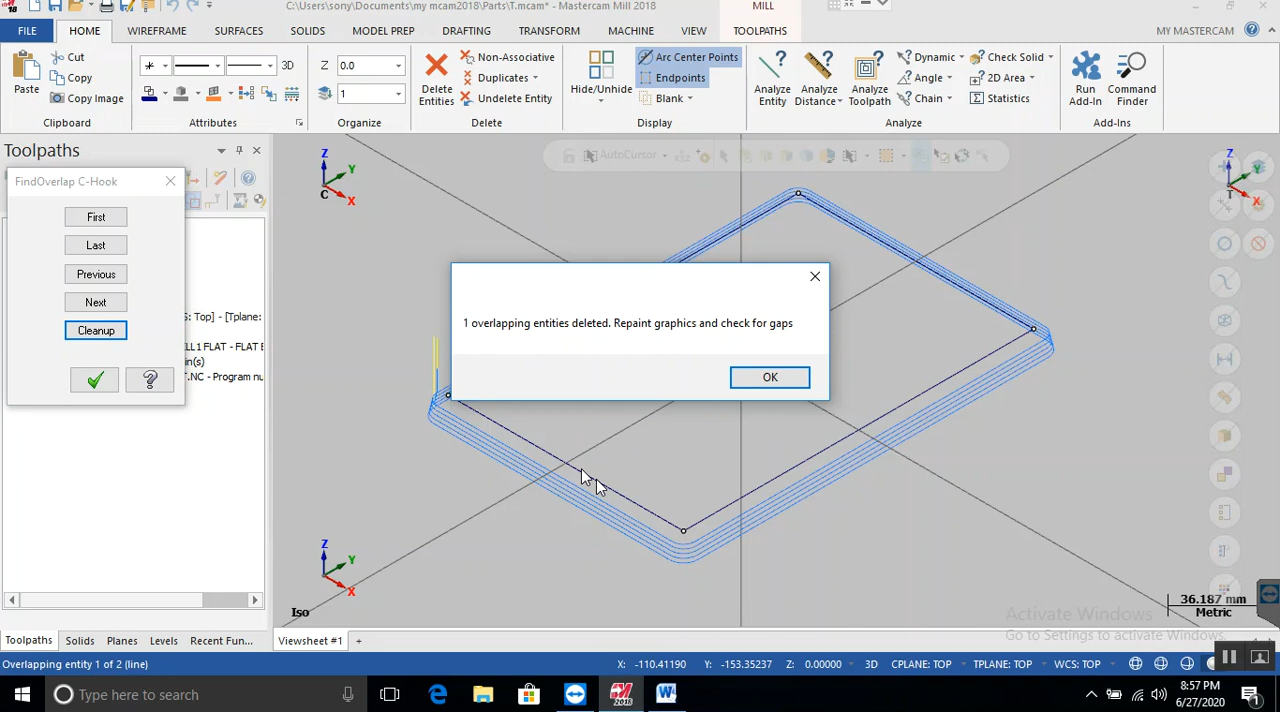 C:\Users\sony\Documents\my mcam2018\Parts\T.mcam* - Mastercam Mill 2018
MILL
FILE HOME WIREFRAME SURFACES SOLIDS MODEL PREP DRAFTING TRANSFORM MACHINE VIEW TOOLPATHS MY MASTERCAM
Paste
Cut
Copy
Copy Image
Clipboard
3D
Attributes
Z 0.0
1
Organize
Delete
Entities
Non-Associative
Duplicates
Undelete Entity
Delete
Hide/Unhide
Arc Center Points
Endpoints
Blank
Display
Analyze
Entity
Analyze
Distance
Analyze
Toolpath
Dynamic
Angle
Chain
Check Solid
2D Area
Statistics
Analyze
Run
Add-In
Command
Finder
Add-Ins
Toolpaths
FindOverlap C-Hook
First
Last
Previous
Next
Cleanup
S: Top] - [Tplane:
LL1 FLAT - FLAT E
in(s)
T.NC - Program nu
AutoCursor
Z
Y
X
C
Z
Y
X
T
1 overlapping entities deleted. Repaint graphics and check for gaps
OK
Z
Y
X
Iso
36.187 mm
Metric
Activate Windows
Go to Settings to activate Windows.
Toolpaths Solids Planes Levels Recent Fun...
Viewsheet #1 +
Overlapping entity 1 of 2 (line)
X: -110.41190 Y: -153.35237 Z: 0.00000 3D CPLANE: TOP TPLANE: TOP WCS: TOP
Type here to search
2018
8:57 PM
6/27/2020
1